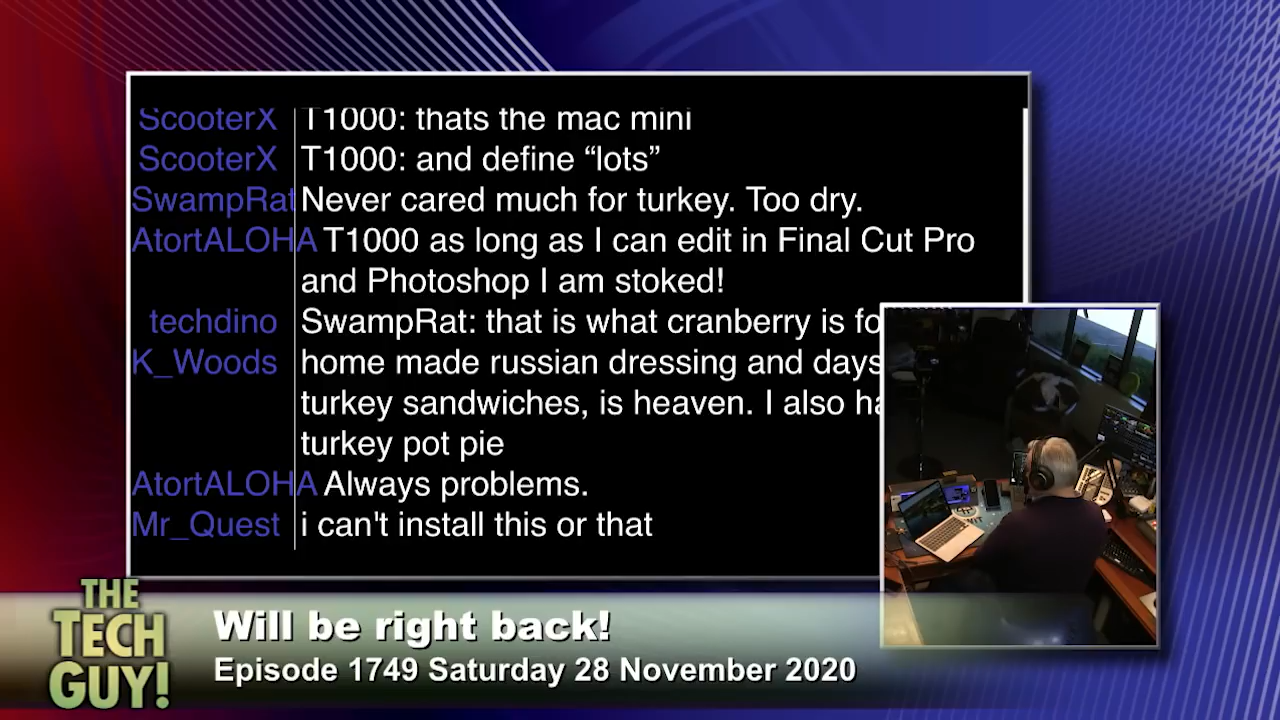 ScooterX T1000: thats the mac mini
ScooterX T1000: and define “lots”
SwampRat Never cared much for turkey. Too dry.
AtortALOHA T1000 as long as I can edit in Final Cut Pro
and Photoshop I am stoked!
techdino SwampRat: that is what cranberry is fo
K_Woods home made russian dressing and days
turkey sandwiches, is heaven. I also ha
turkey pot pie
AtortALOHA Always problems.
Mr_Quest i can't install this or that
THE
TECH
GUY!
Will be right back!
Episode 1749 Saturday 28 November 2020